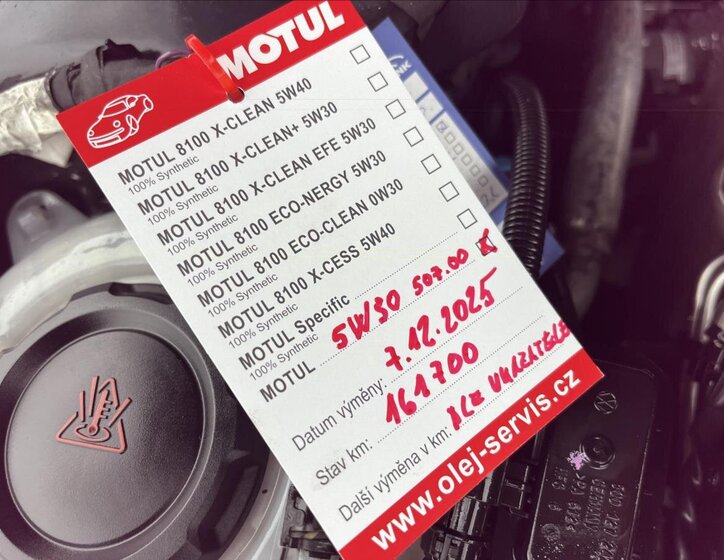 MOTUL
MOTUL 8100 X-CLEAN 5W40
100% Synthetic
MOTUL 8100 X-CLEAN+ 5W30
100% Synthetic
MOTUL 8100 X-CLEAN EFE 5W30
100% Synthetic
MOTUL 8100 ECO-NERGY 5W30
100% Synthetic
MOTUL 8100 ECO-CLEAN 0W30
100% Synthetic
MOTUL 8100 X-CESS 5W40
100% Synthetic
MOTUL Specific 507.00
100% Synthetic
MOTUL 5W30
Datum výměny: 7.12.2025
Stav km: 161700
Další výměna v km: DLE UKAZATELE
www.olej-servis.cz